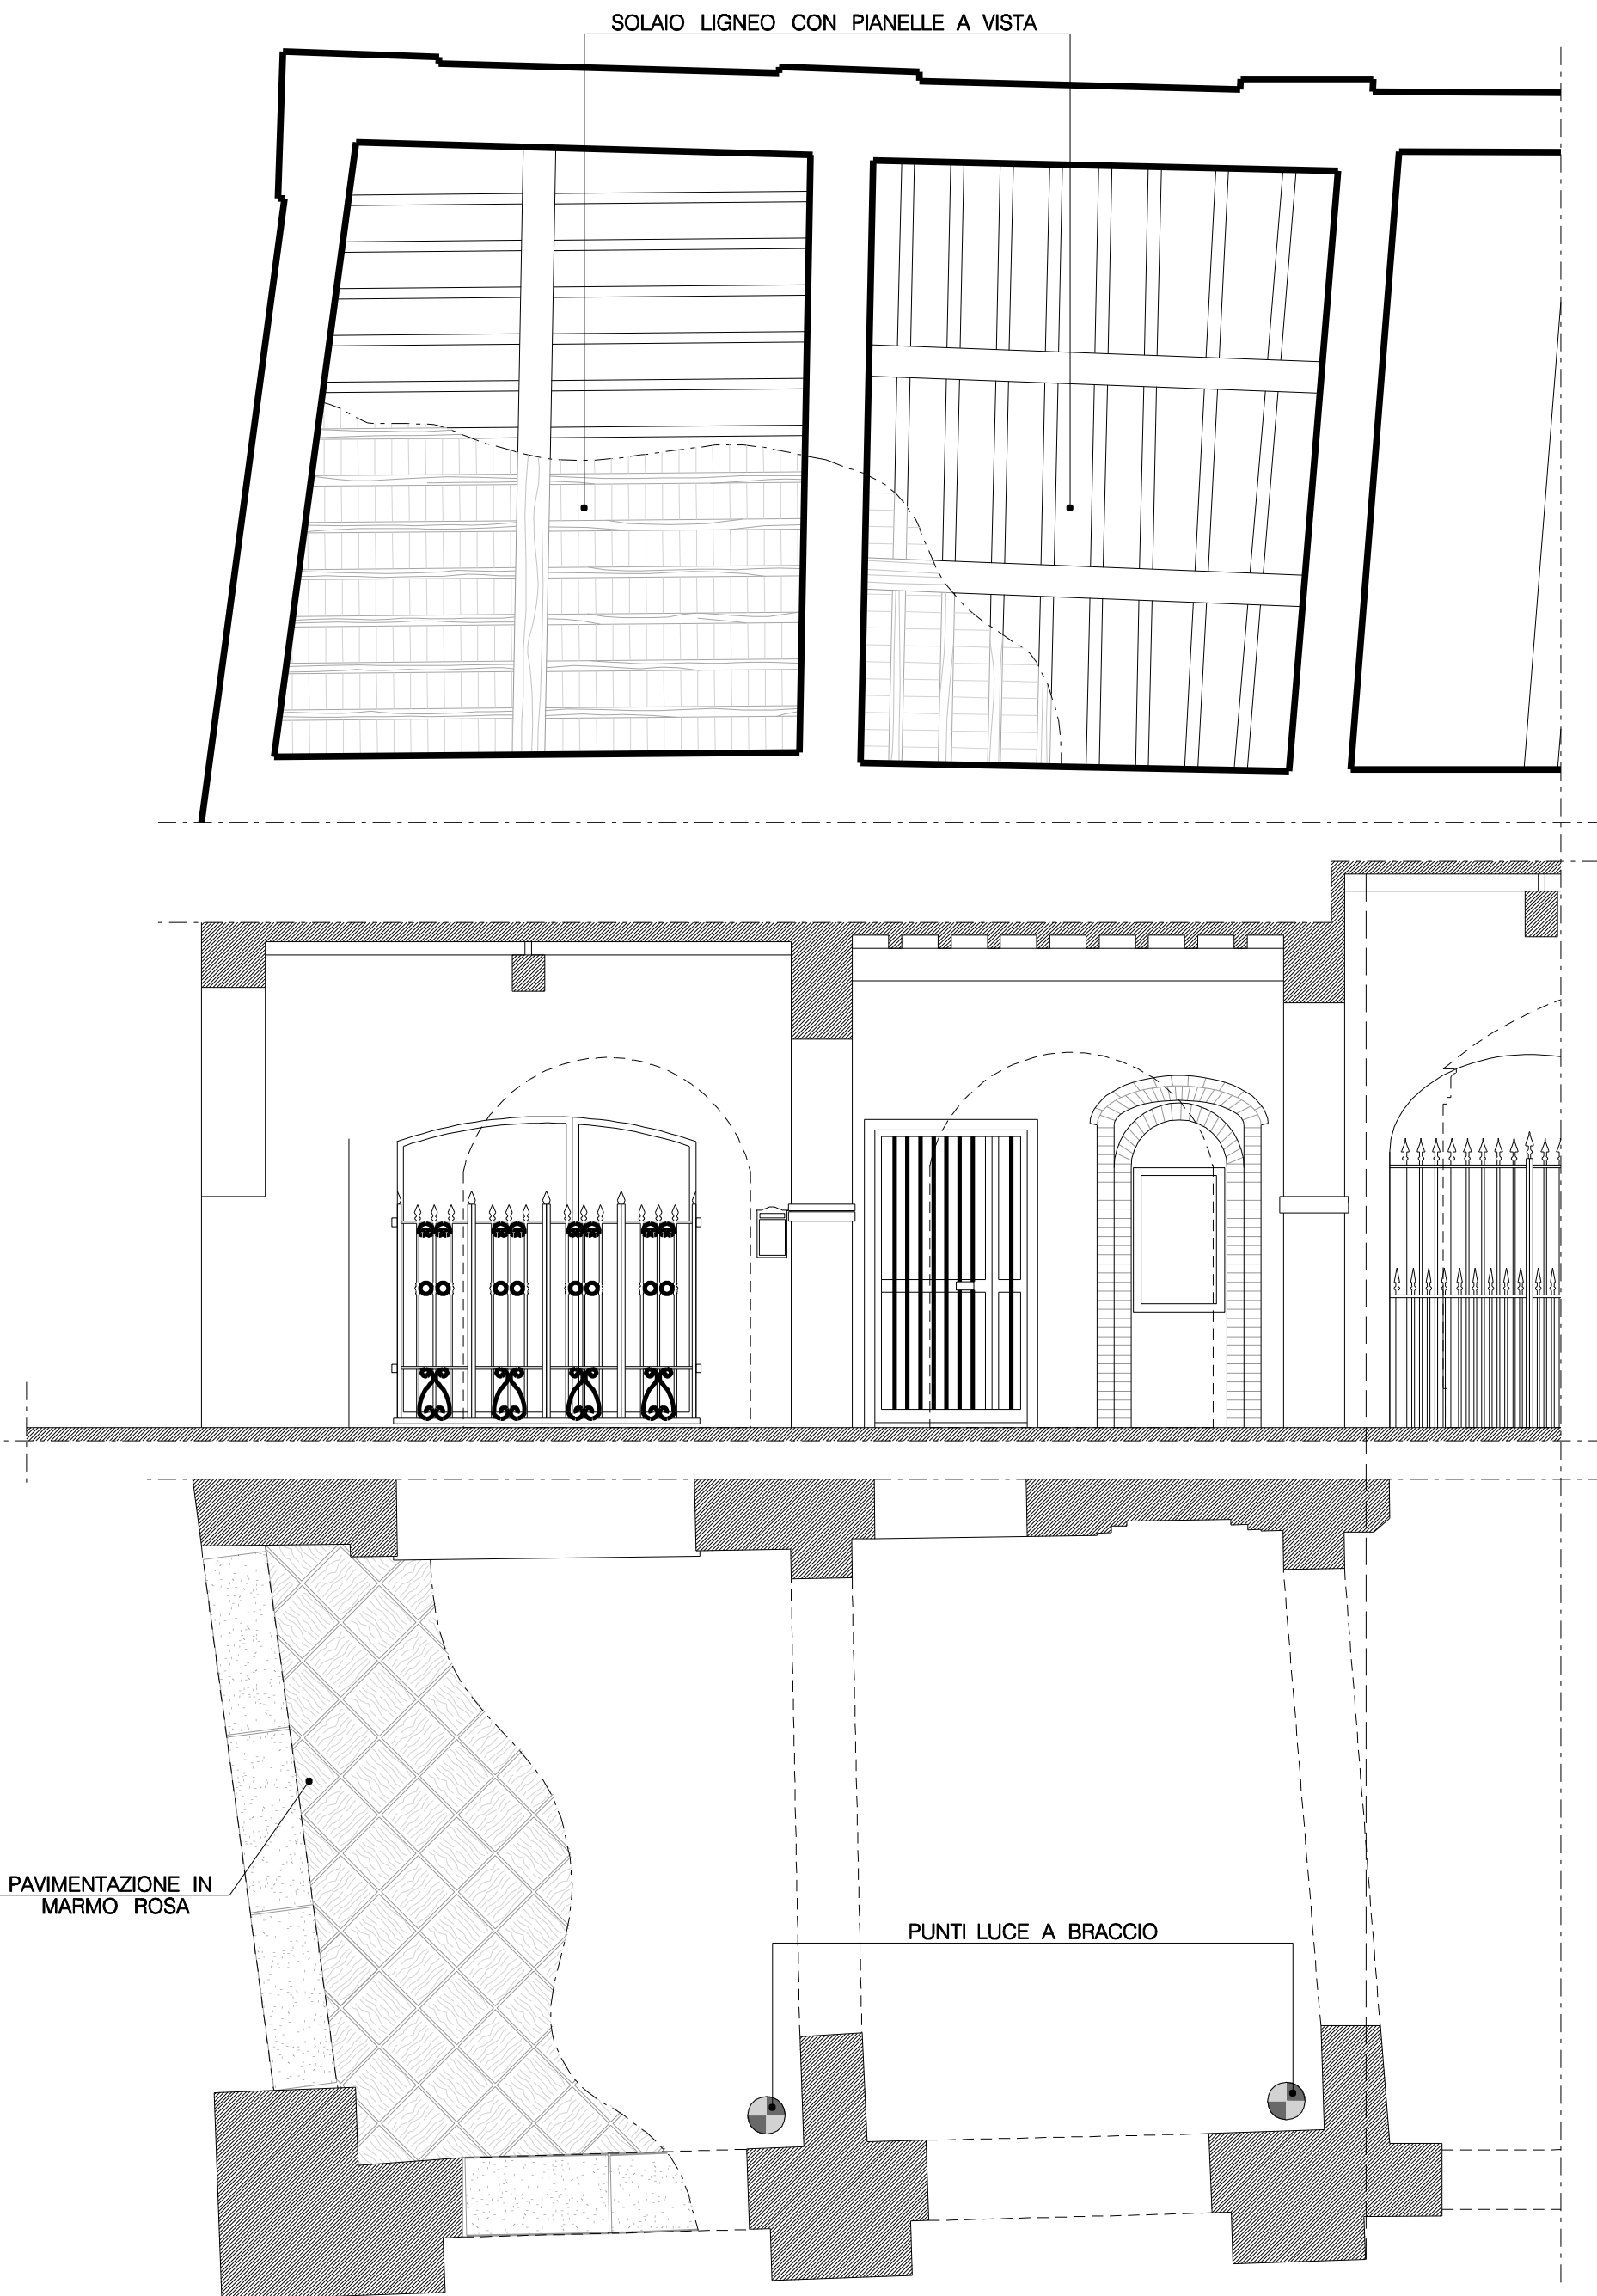 SOLAIO LIGNEO CON PIANELLE A VISTA
PAVIMENTAZIONE IN
MARMO ROSA
PUNTI LUCE A BRACCIO